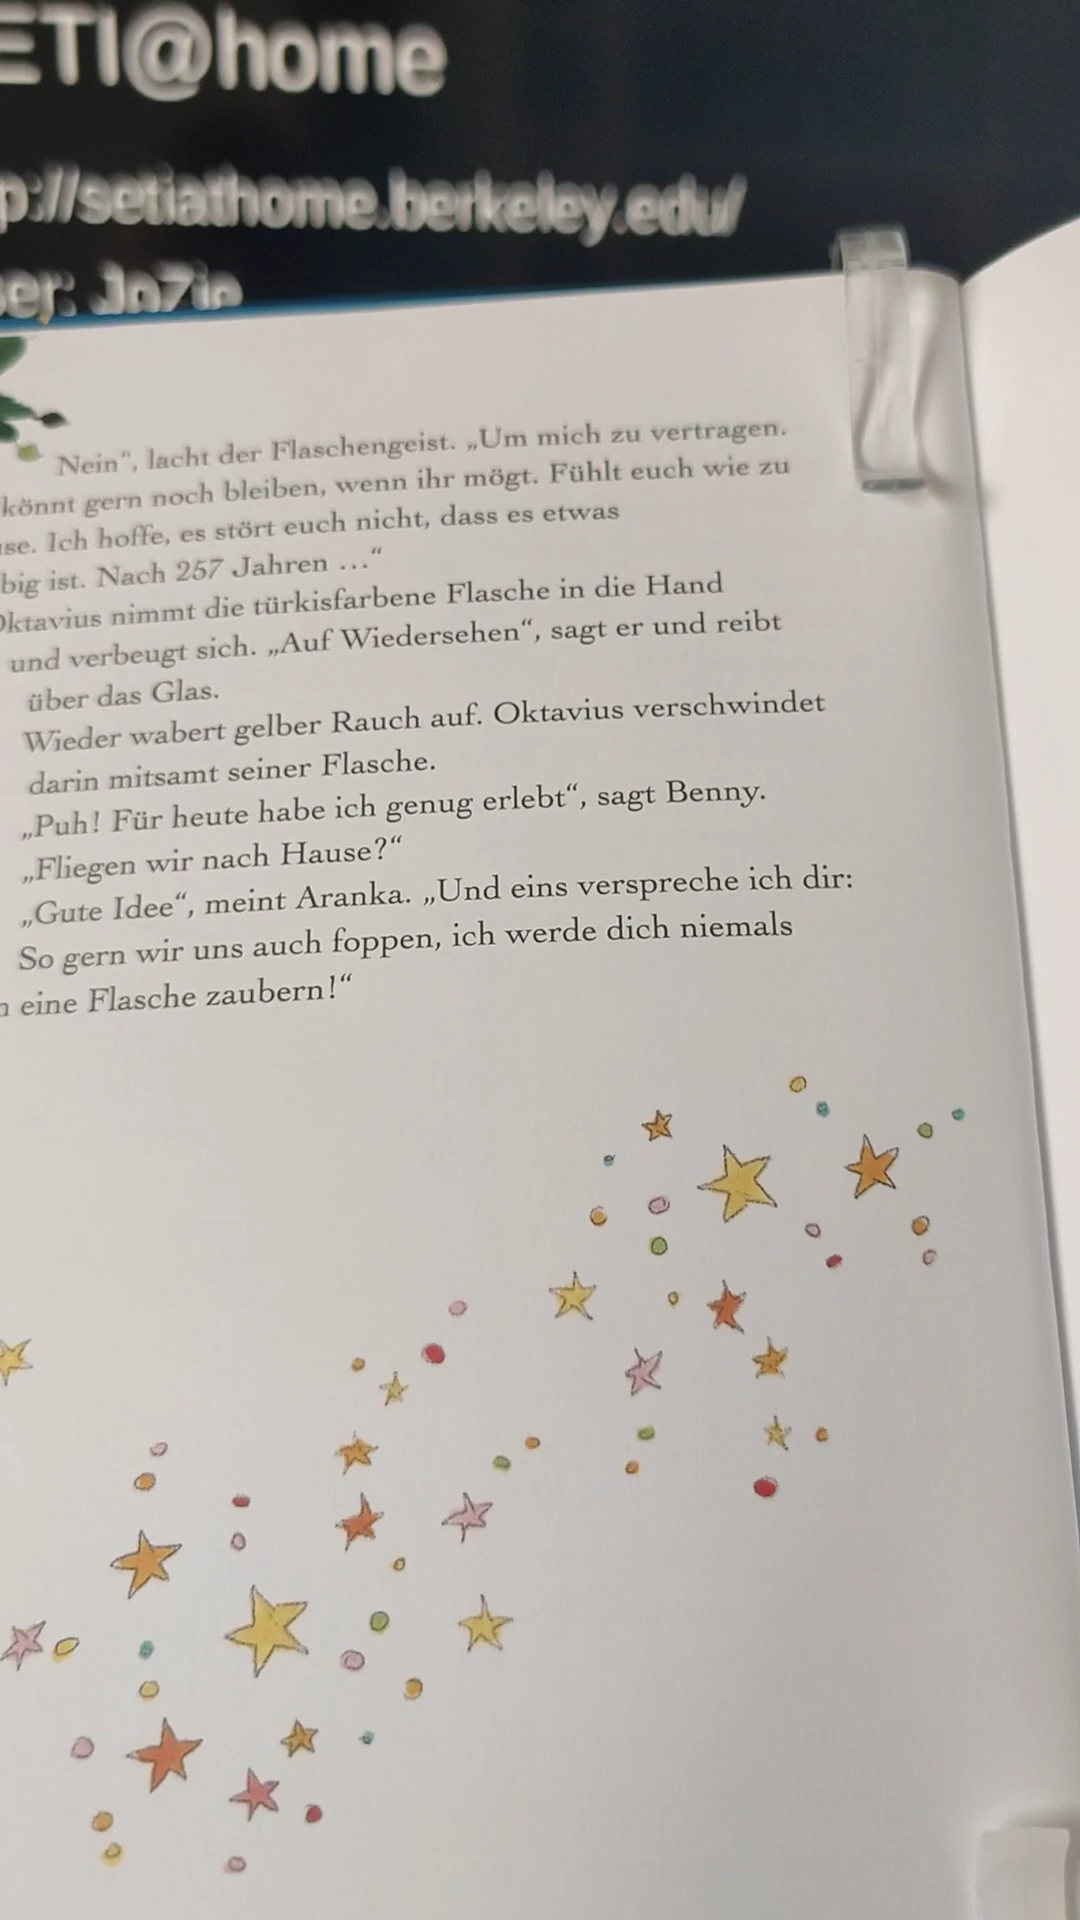 ETI@home
p://setiathome.berkeley.edu/
er: Jo7ip
Nein“, lacht der Flaschengeist. „Um mich zu vertragen.
könnt gern noch bleiben, wenn ihr mögt. Fühlt euch wie zu
se. Ich hoffe, es stört euch nicht, dass es etwas
big ist. Nach 257 Jahren ...“
Oktavius nimmt die türkisfarbene Flasche in die Hand
und verbeugt sich. „Auf Wiedersehen“, sagt er und reibt
über das Glas.
Wieder wabert gelber Rauch auf. Oktavius verschwindet
darin mitsamt seiner Flasche.
„Puh! Für heute habe ich genug erlebt“, sagt Benny.
„Fliegen wir nach Hause?“
„Gute Idee“, meint Aranka. „Und eins verspreche ich dir:
So gern wir uns auch foppen, ich werde dich niemals
n eine Flasche zaubern!“